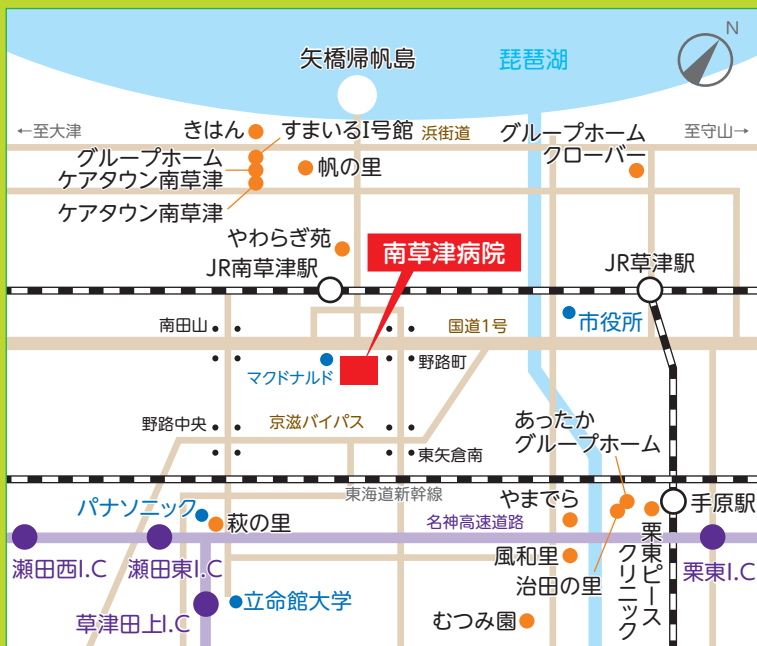 N
矢橋帰帆島
琵琶湖
←至大津
きはん
すまいるI号館
浜街道
グループホーム
クローバー
至守山→
グループホーム
ケアタウン南草津
帆の里
ケアタウン南草津
やわらぎ苑
南草津病院
JR南草津駅
JR草津駅
南田山
国道1号
市役所
マクドナルド
野路町
野路中央
京滋バイパス
あったか
グループホーム
東矢倉南
東海道新幹線
パナソニック
萩の里
名神高速道路
やまでら
手原駅
瀬田西I.C
瀬田東I.C
風和里
治田の里
栗東ピース
クリニック
栗東I.C
草津田上I.C
立命館大学
むつみ園